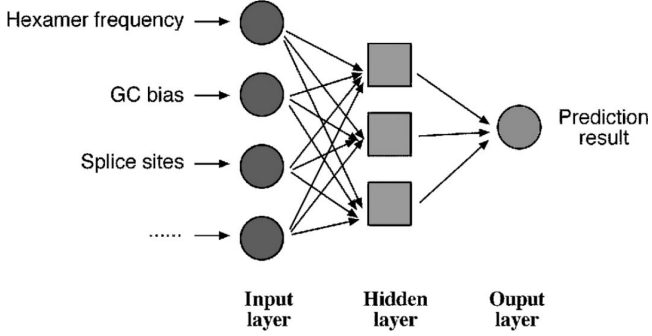 Hexamer frequency
GC bias
Splice sites
......
Prediction
result
Input
layer
Hidden
layer
Ouput
layer